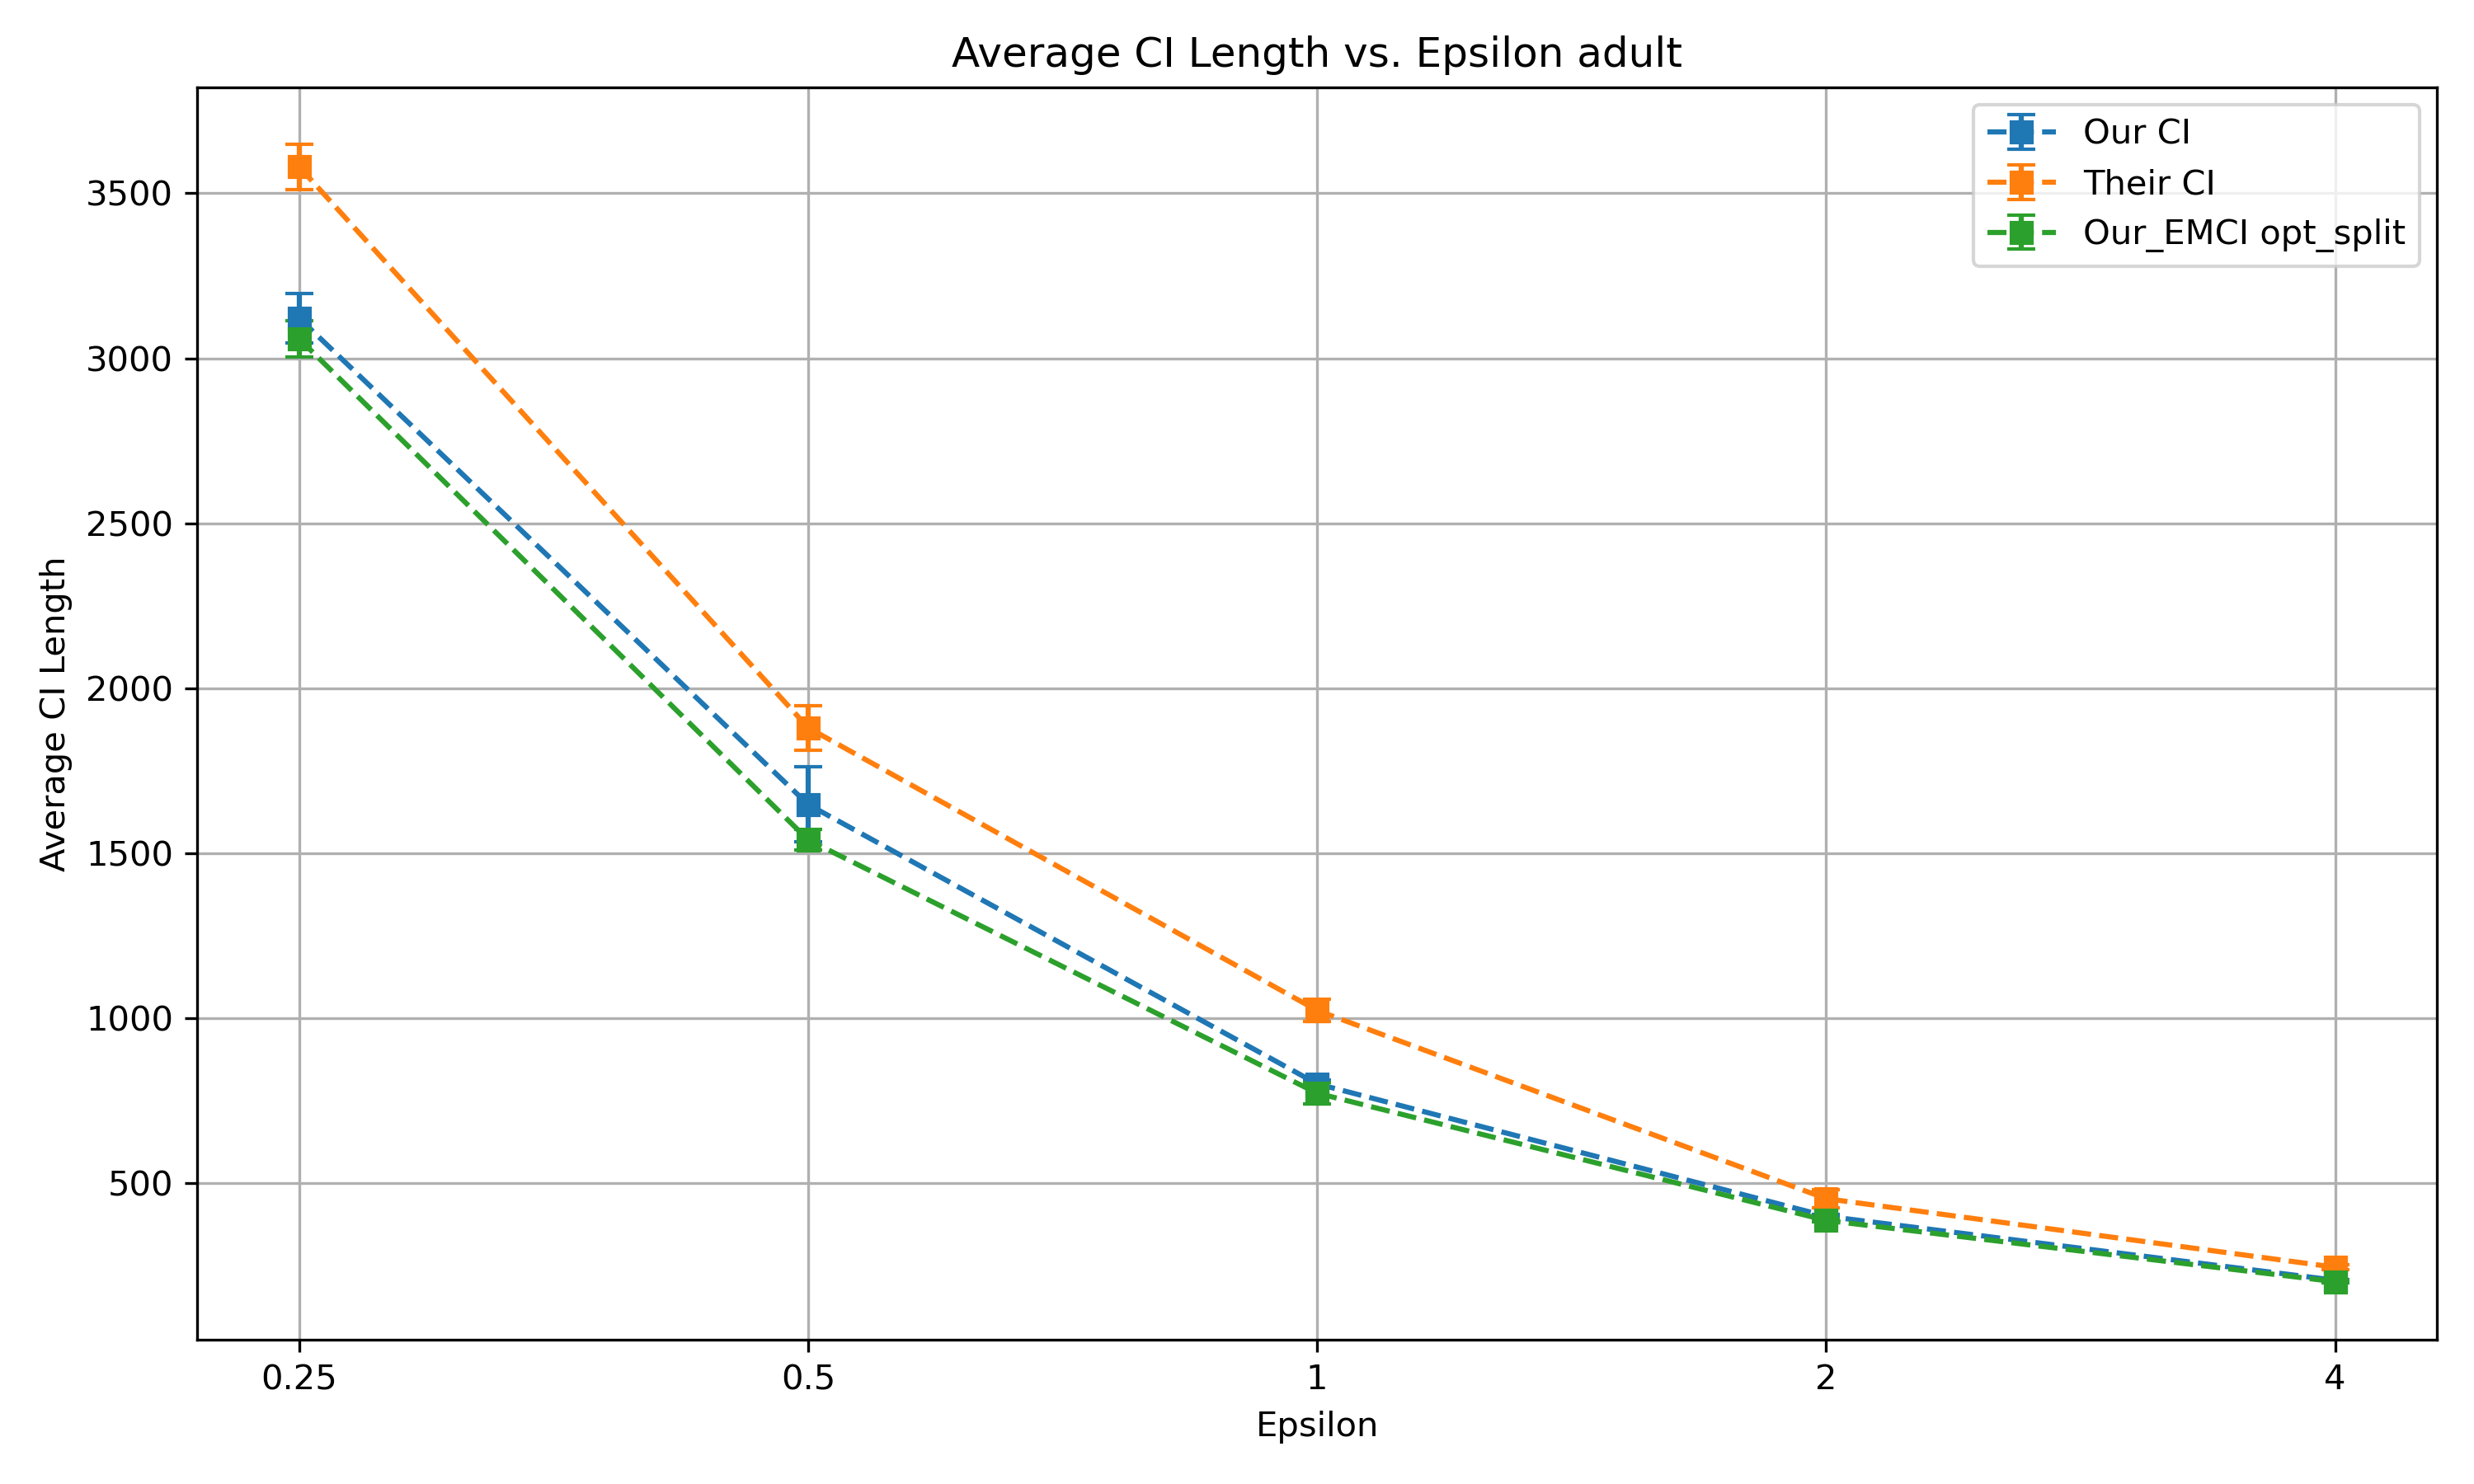 Average CI Length vs. Epsilon adult
Our CI
Their CI
Our_EMCI opt_split
Average CI Length
3500
3000
2500
2000
1500
1000
500
0.25
0.5
1
2
4
Epsilon